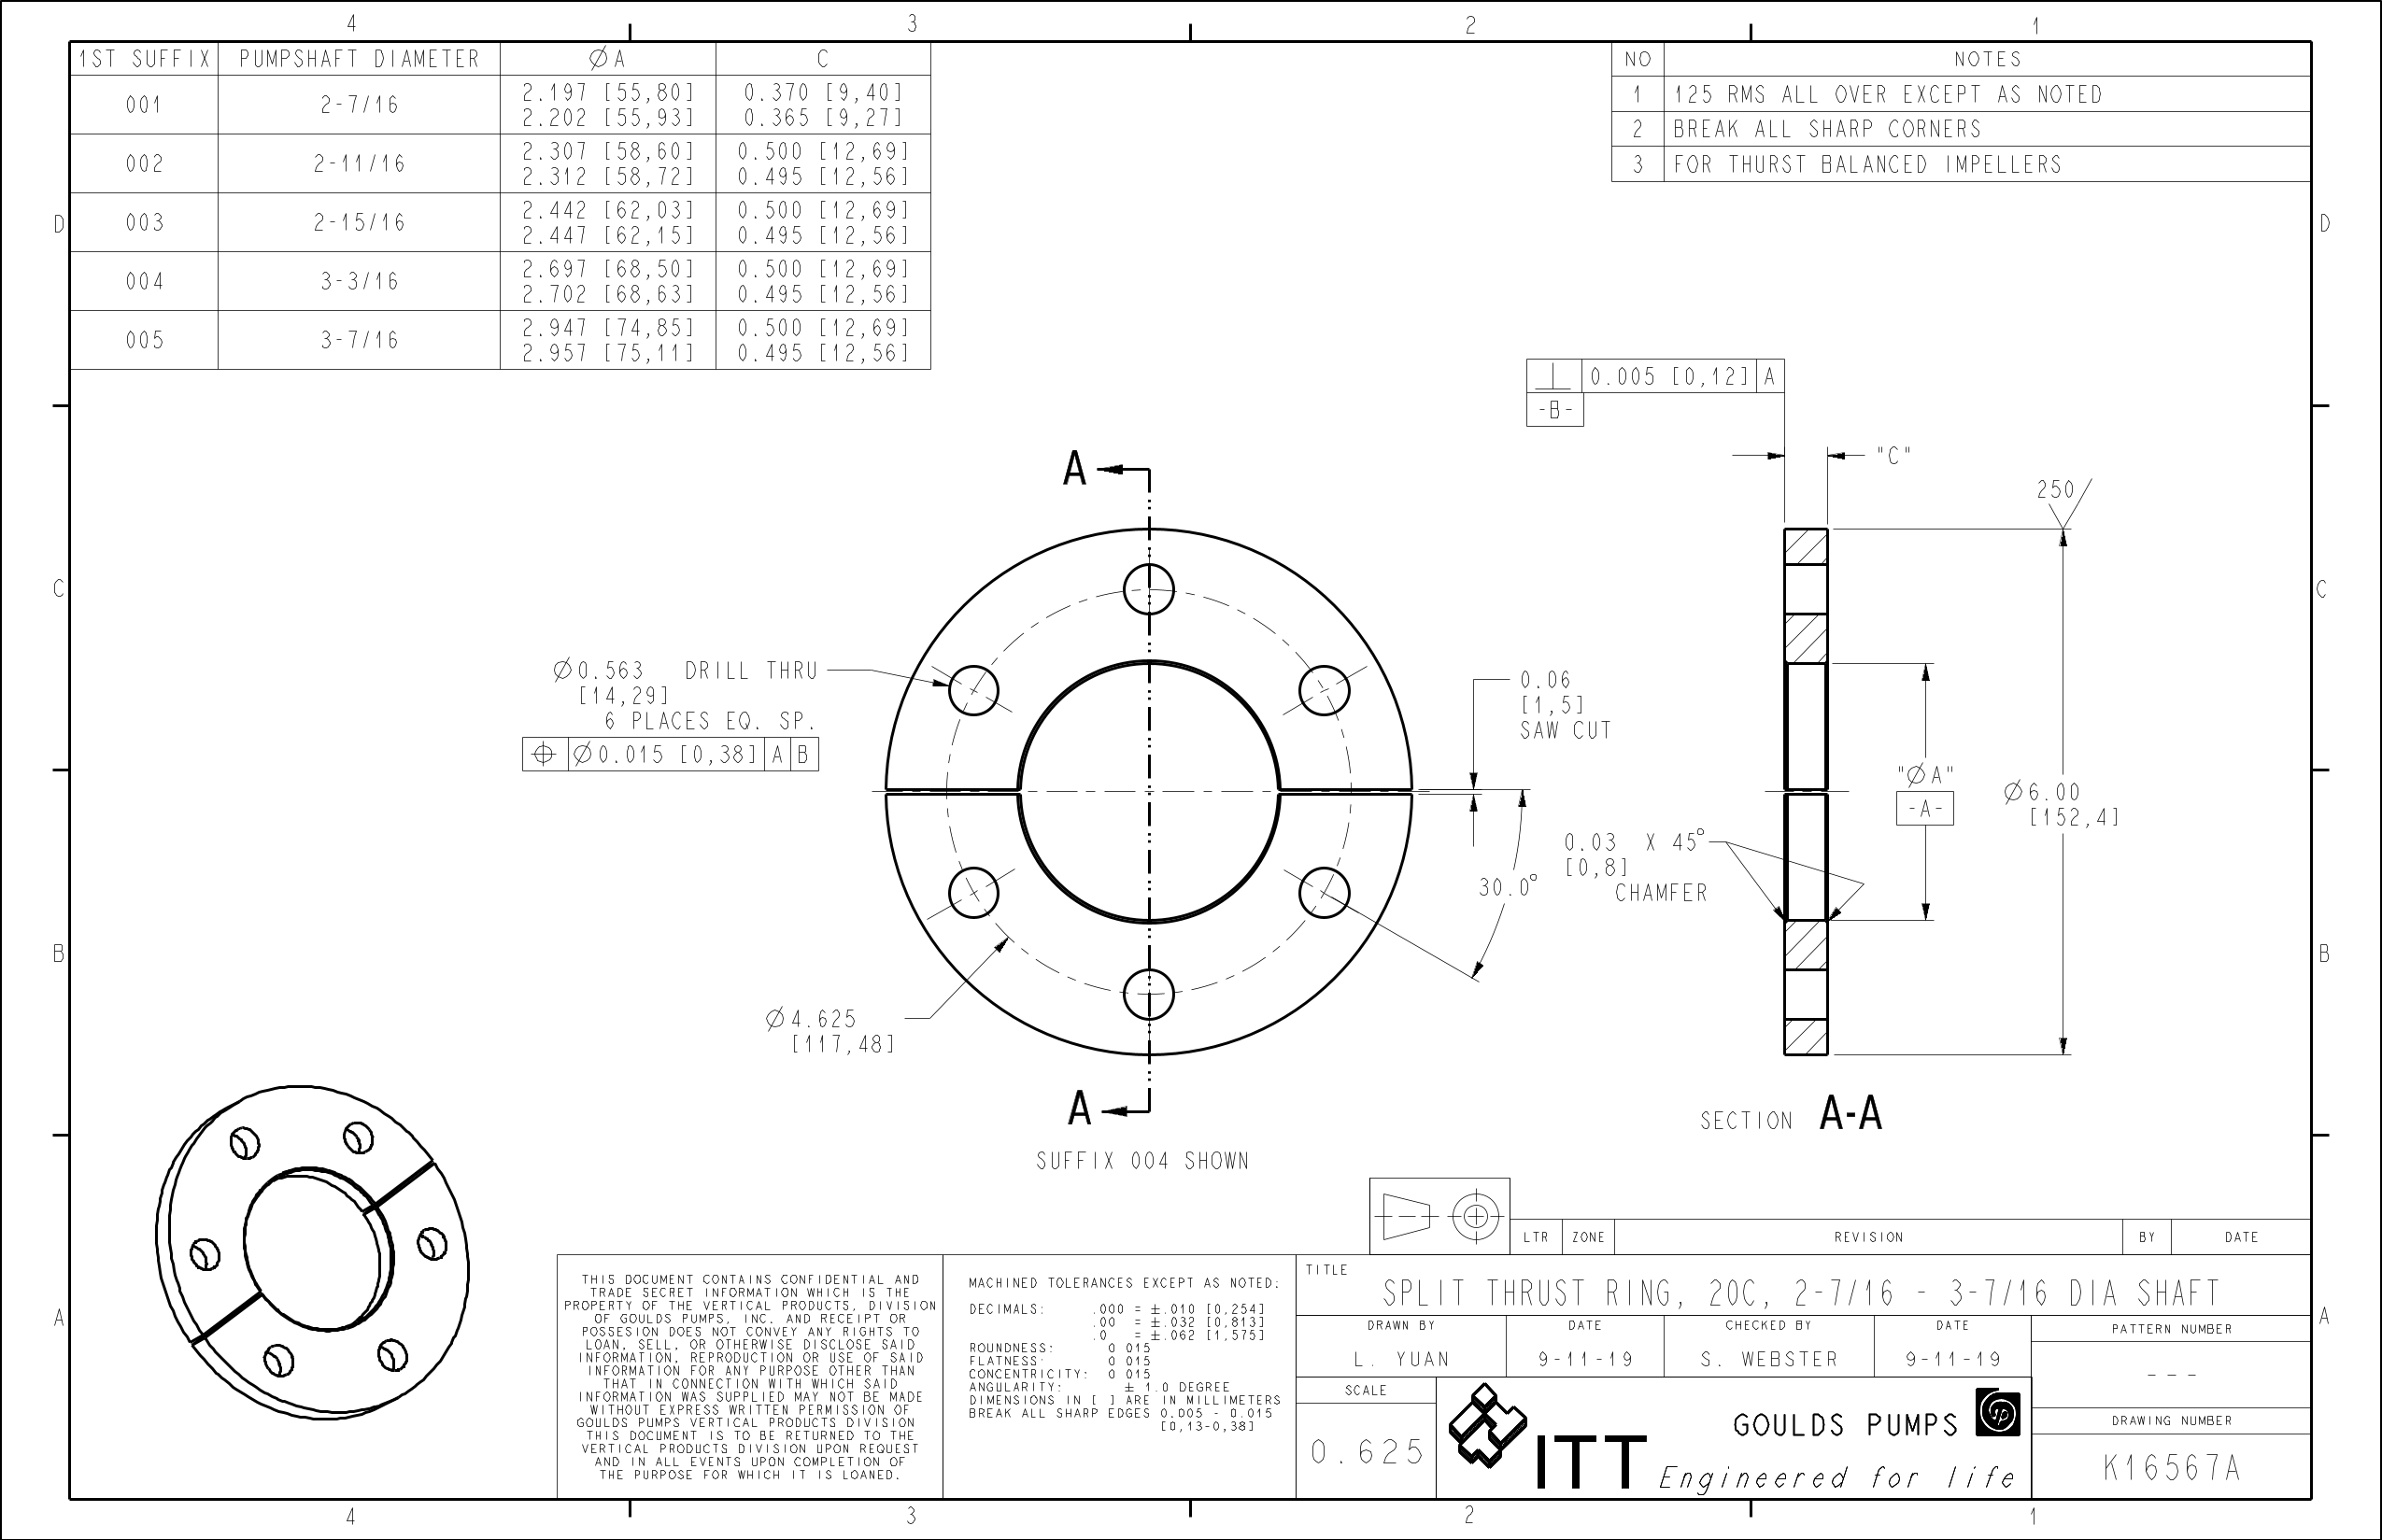 4 3 2 1
1ST SUFFIX PUMPSHAFT DIAMETER ØA C
001 2-7/16 2.197 [55,80] 0.370 [9,40]
2.202 [55,93] 0.365 [9,27]
002 2-11/16 2.307 [58,60] 0.500 [12,69]
2.312 [58,72] 0.495 [12,56]
003 2-15/16 2.442 [62,03] 0.500 [12,69]
2.447 [62,15] 0.495 [12,56]
004 3-3/16 2.697 [68,50] 0.500 [12,69]
2.702 [68,63] 0.495 [12,56]
005 3-7/16 2.947 [74,85] 0.500 [12,69]
2.957 [75,11] 0.495 [12,56]
NO NOTES
1 125 RMS ALL OVER EXCEPT AS NOTED
2 BREAK ALL SHARP CORNERS
3 FOR THURST BALANCED IMPELLERS
D D
⊥ 0.005 [0,12] A
-B-
"C"
250
A
C C
Ø0.563 DRILL THRU
[14,29]
6 PLACES EQ. SP.
⌖ Ø0.015 [0,38] A B
0.06
[1,5]
SAW CUT
"ØA"
-A-
Ø6.00
[152,4]
0.03 X 45°
[0,8]
CHAMFER
30.0°
B B
Ø4.625
[117,48]
A
SECTION A-A
SUFFIX 004 SHOWN
A A
LTR ZONE REVISION BY DATE
THIS DOCUMENT CONTAINS CONFIDENTIAL AND
TRADE SECRET INFORMATION WHICH IS THE
PROPERTY OF THE VERTICAL PRODUCTS, DIVISION
OF GOULDS PUMPS, INC. AND RECEIPT OR
POSSESION DOES NOT CONVEY ANY RIGHTS TO
LOAN, SELL, OR OTHERWISE DISCLOSE SAID
INFORMATION, REPRODUCTION OR USE OF SAID
INFORMATION FOR ANY PURPOSE OTHER THAN
THAT IN CONNECTION WITH WHICH SAID
INFORMATION WAS SUPPLIED MAY NOT BE MADE
WITHOUT EXPRESS WRITTEN PERMISSION OF
GOULDS PUMPS VERTICAL PRODUCTS DIVISION
THIS DOCUMENT IS TO BE RETURNED TO THE
VERTICAL PRODUCTS DIVISION UPON REQUEST
AND IN ALL EVENTS UPON COMPLETION OF
THE PURPOSE FOR WHICH IT IS LOANED.
MACHINED TOLERANCES EXCEPT AS NOTED:
DECIMALS: .000 = ±.010 [0,254]
.00 = ±.032 [0,813]
.0 = ±.062 [1,575]
ROUNDNESS: 0.015
FLATNESS: 0.015
CONCENTRICITY: 0.015
ANGULARITY: ± 1.0 DEGREE
DIMENSIONS IN [ ] ARE IN MILLIMETERS
BREAK ALL SHARP EDGES 0.005 - 0.015
[0,13-0,38]
TITLE
SPLIT THRUST RING, 20C, 2-7/16 - 3-7/16 DIA SHAFT
DRAWN BY DATE CHECKED BY DATE PATTERN NUMBER
L. YUAN 9-11-19 S. WEBSTER 9-11-19 ---
SCALE
0.625
ITT
GOULDS PUMPS
gp
Engineered for life
DRAWING NUMBER
K16567A
4 3 2 1